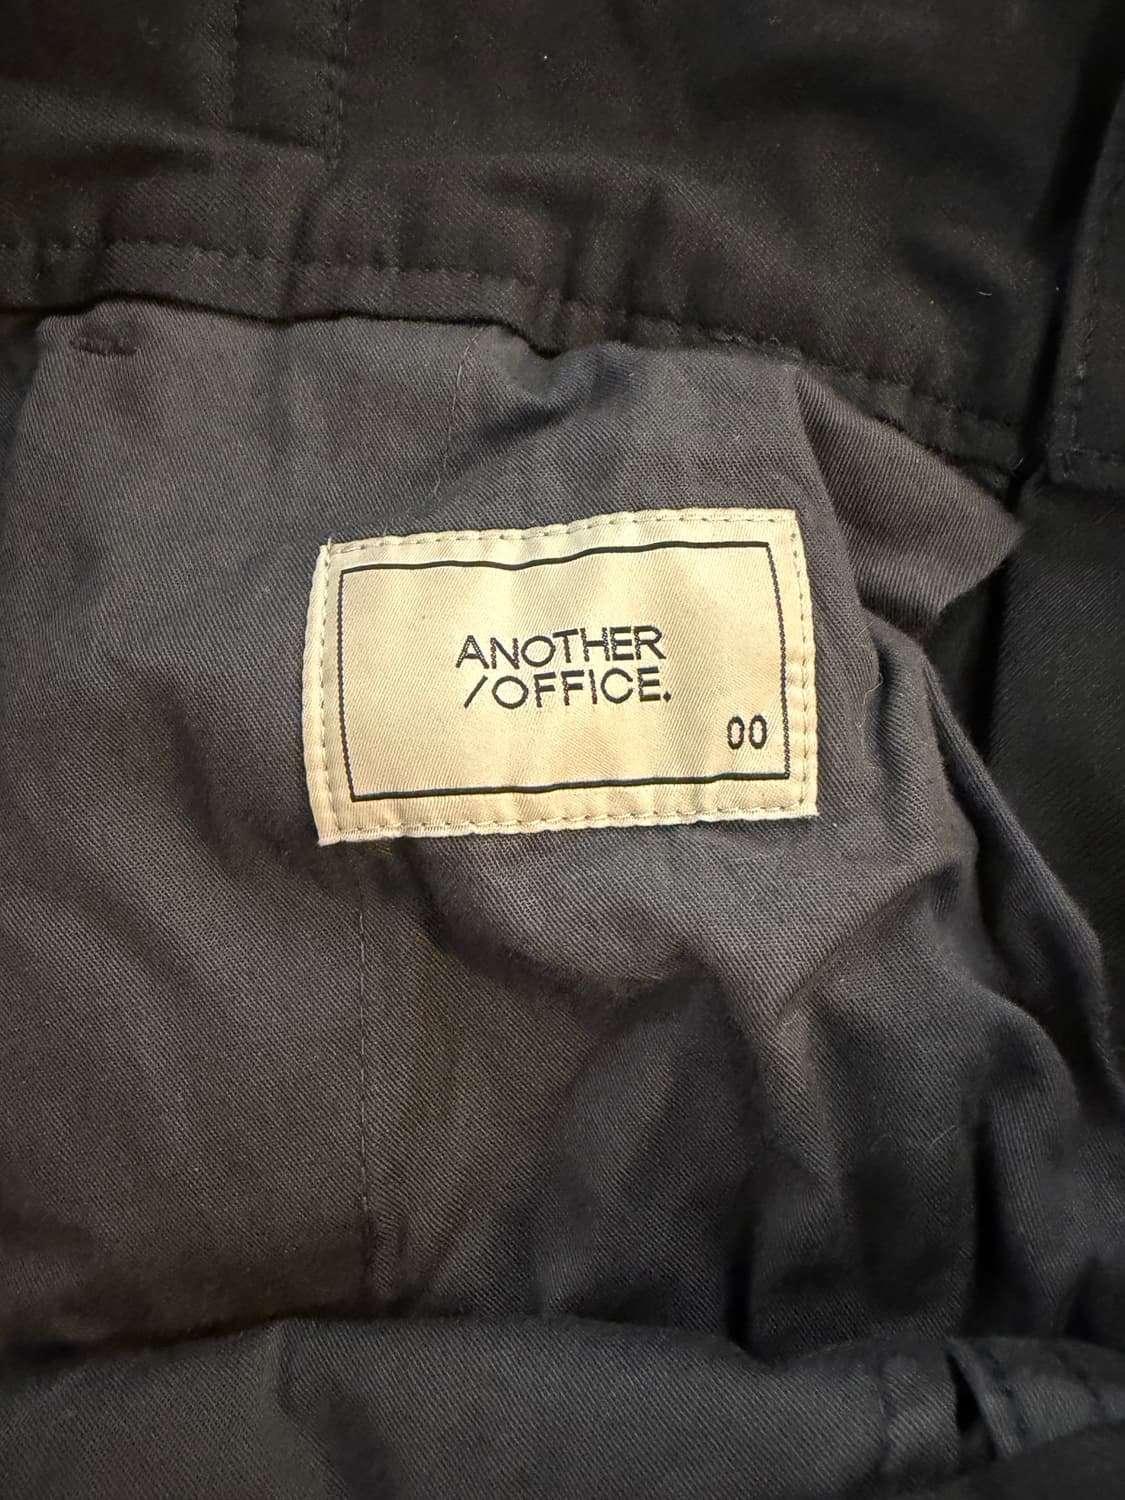 ANOTHER
/OFFICE.
00